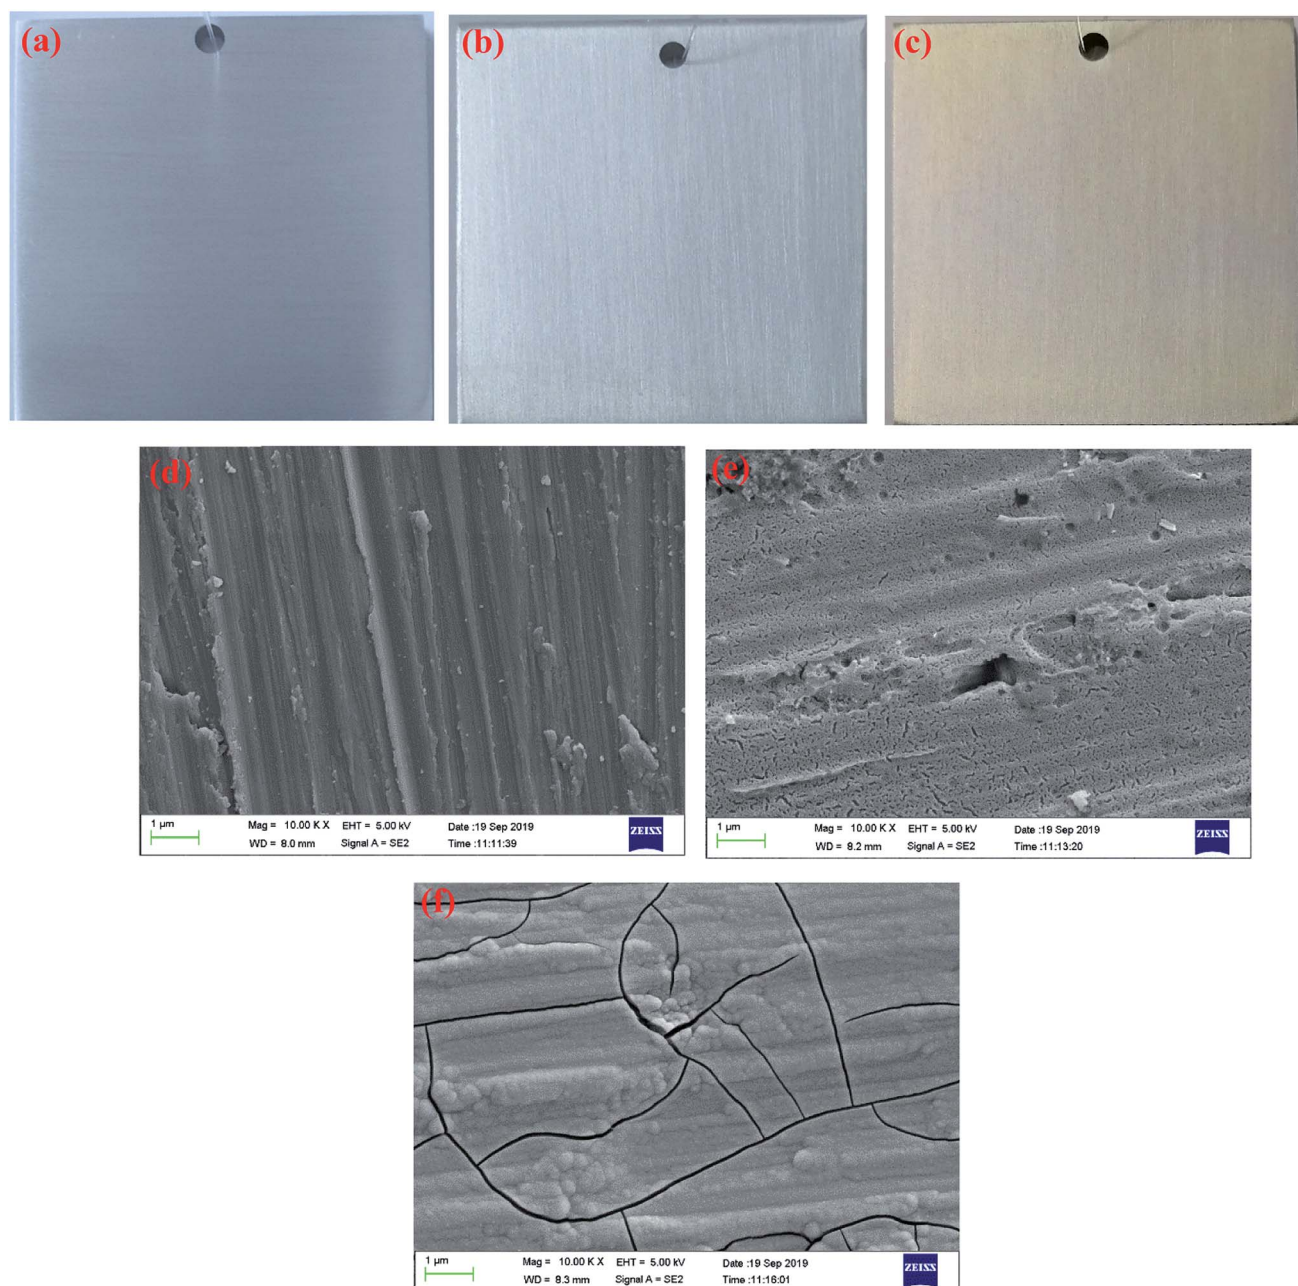 (a)
(b)
(c)
(d)
1 µm
Mag = 10.00 K X EHT = 5.00 kV Date :19 Sep 2019
WD = 8.0 mm Signal A = SE2 Time :11:11:39
ZEISS
(e)
1 µm
Mag = 10.00 K X EHT = 5.00 kV Date :19 Sep 2019
WD = 8.2 mm Signal A = SE2 Time :11:13:20
ZEISS
(f)
1 µm
Mag = 10.00 K X EHT = 5.00 kV Date :19 Sep 2019
WD = 8.3 mm Signal A = SE2 Time :11:16:01
ZEISS